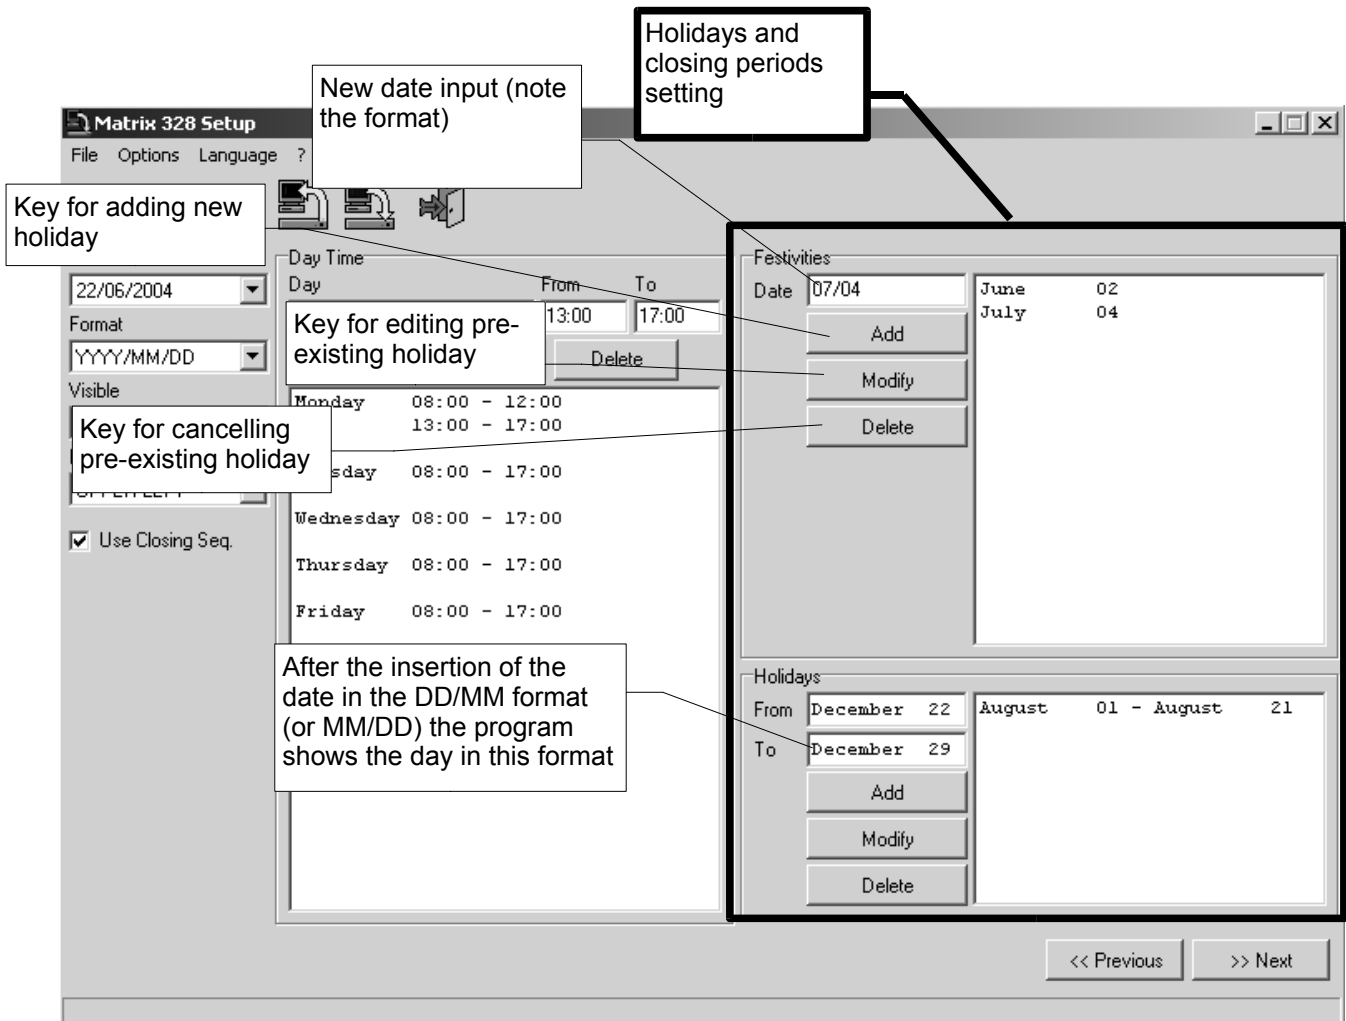 Holidays and
closing periods
setting
New date input (note
the format)
Matrix 328 Setup
File Options Language ?
Key for adding new
holiday
Day Time
Festivities
22/06/2004
Day From To
Date 07/04
June 02
July 04
Format
13:00 17:00
Add
Key for editing pre-
existing holiday
YYYY/MM/DD
Delete
Modify
Visible
Monday 08:00 - 12:00
13:00 - 17:00
Delete
Key for cancelling
pre-existing holiday
08:00 - 17:00
Wednesday 08:00 - 17:00
Use Closing Seq.
Thursday 08:00 - 17:00
Friday 08:00 - 17:00
After the insertion of the
date in the DD/MM format
(or MM/DD) the program
shows the day in this format
Holidays
From December 22
August 01 - August 21
To December 29
Add
Modify
Delete
<< Previous >> Next